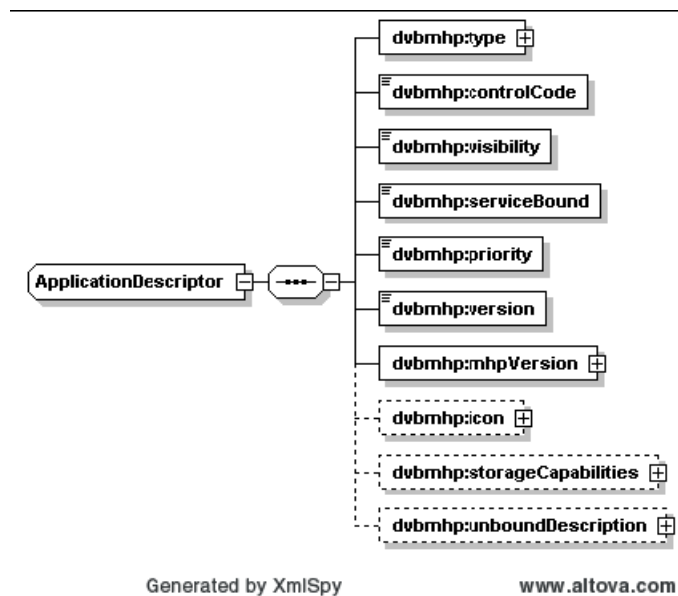 dvbmhp:type
dvbmhp:controlCode
dvbmhp:visibility
dvbmhp:serviceBound
dvbmhp:priority
ApplicationDescriptor
dvbmhp:version
dvbmhp:mhpVersion
dvbmhp:icon
dvbmhp:storageCapabilities
dvbmhp:unboundDescription
Generated by XmlSpy www.altova.com